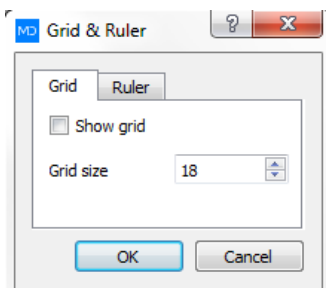 MD Grid & Ruler ?
Grid Ruler
Show grid
Grid size 18
OK Cancel